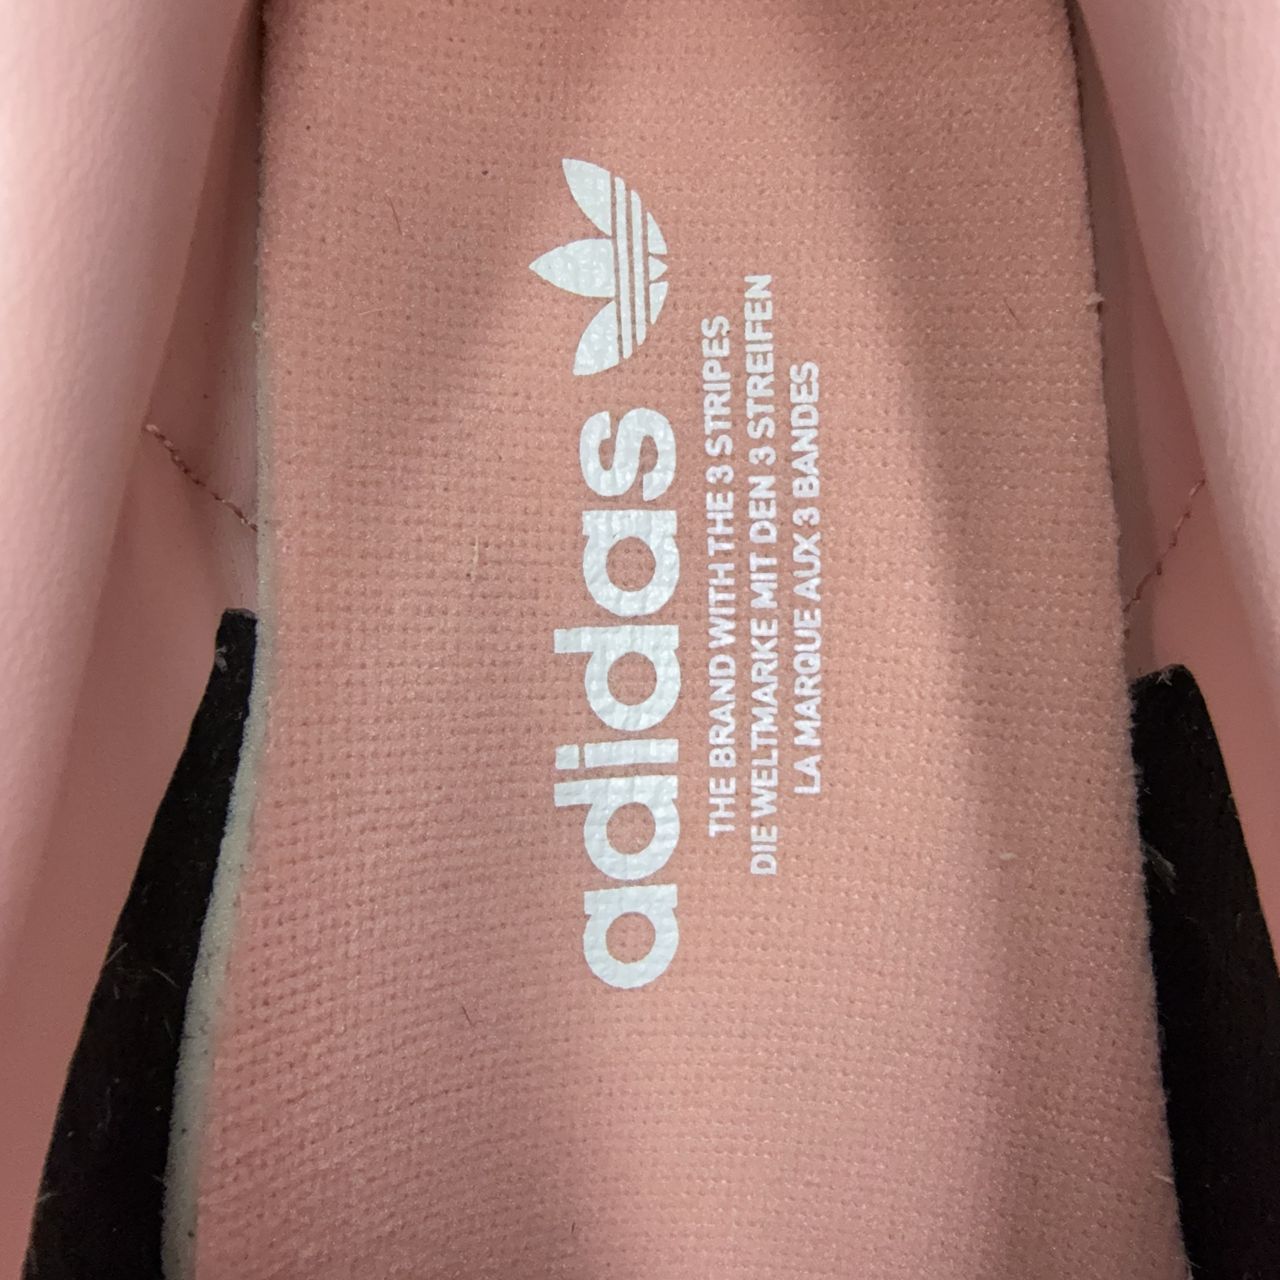 adidas
THE BRAND WITH THE 3 STRIPES
DIE WELTMARKE MIT DEN 3 STREIFEN
LA MARQUE AUX 3 BANDES